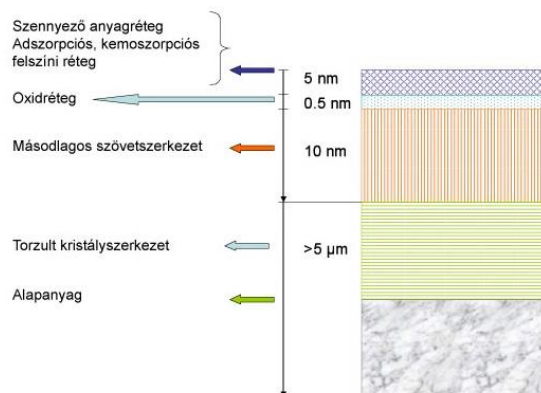 Szennyező anyagréteg
Adszorpciós, kemoszorpciós
felszíni réteg
5 nm
Oxidréteg
0.5 nm
Másodlagos szövetszerkezet
10 nm
Torzult kristályszerkezet
>5 µm
Alapanyag